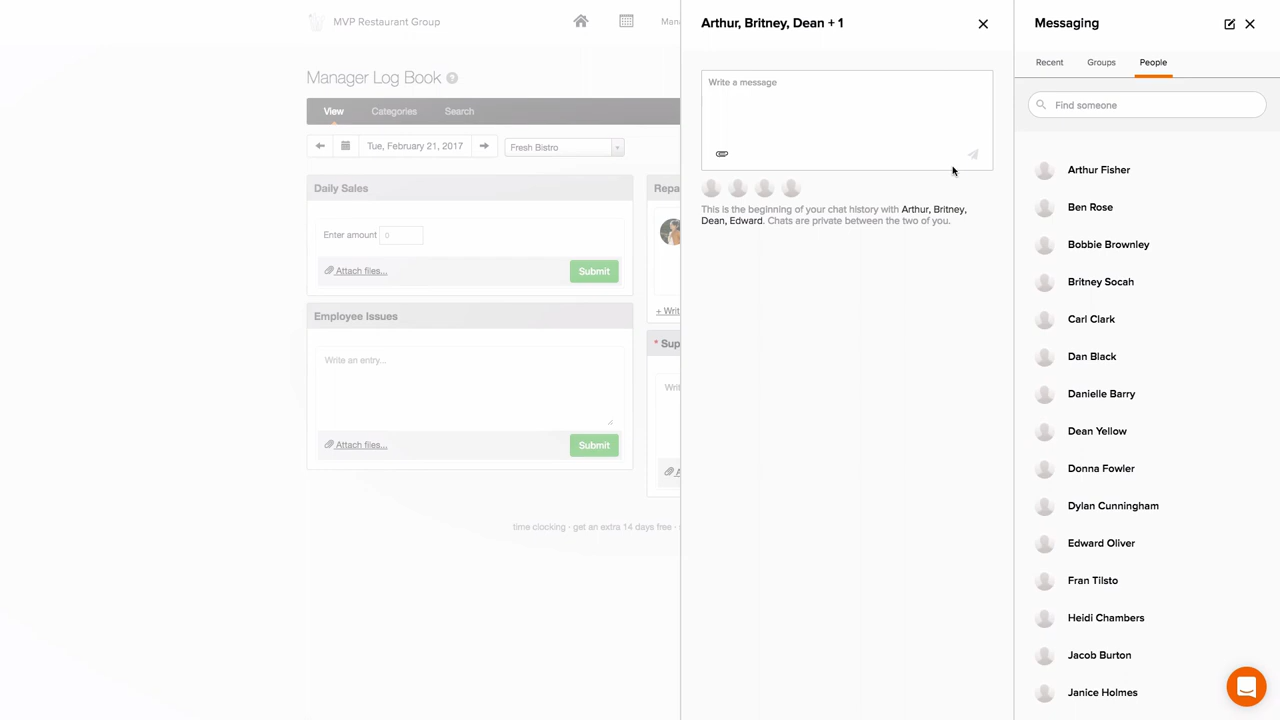 MVP Restaurant Group
Mana
Manager Log Book ?
View Categories Search
Tue, February 21, 2017 Fresh Bistro
Daily Sales
Enter amount 0
Attach files...
Submit
Employee Issues
Write an entry...
Attach files...
Submit
Repa
+ Writ
* Sup
Writ
A
time clocking - get an extra 14 days free -
Arthur, Britney, Dean + 1
Write a message
This is the beginning of your chat history with Arthur, Britney,
Dean, Edward. Chats are private between the two of you.
Messaging
Recent Groups People
Find someone
Arthur Fisher
Ben Rose
Bobbie Brownley
Britney Socah
Carl Clark
Dan Black
Danielle Barry
Dean Yellow
Donna Fowler
Dylan Cunningham
Edward Oliver
Fran Tilsto
Heidi Chambers
Jacob Burton
Janice Holmes